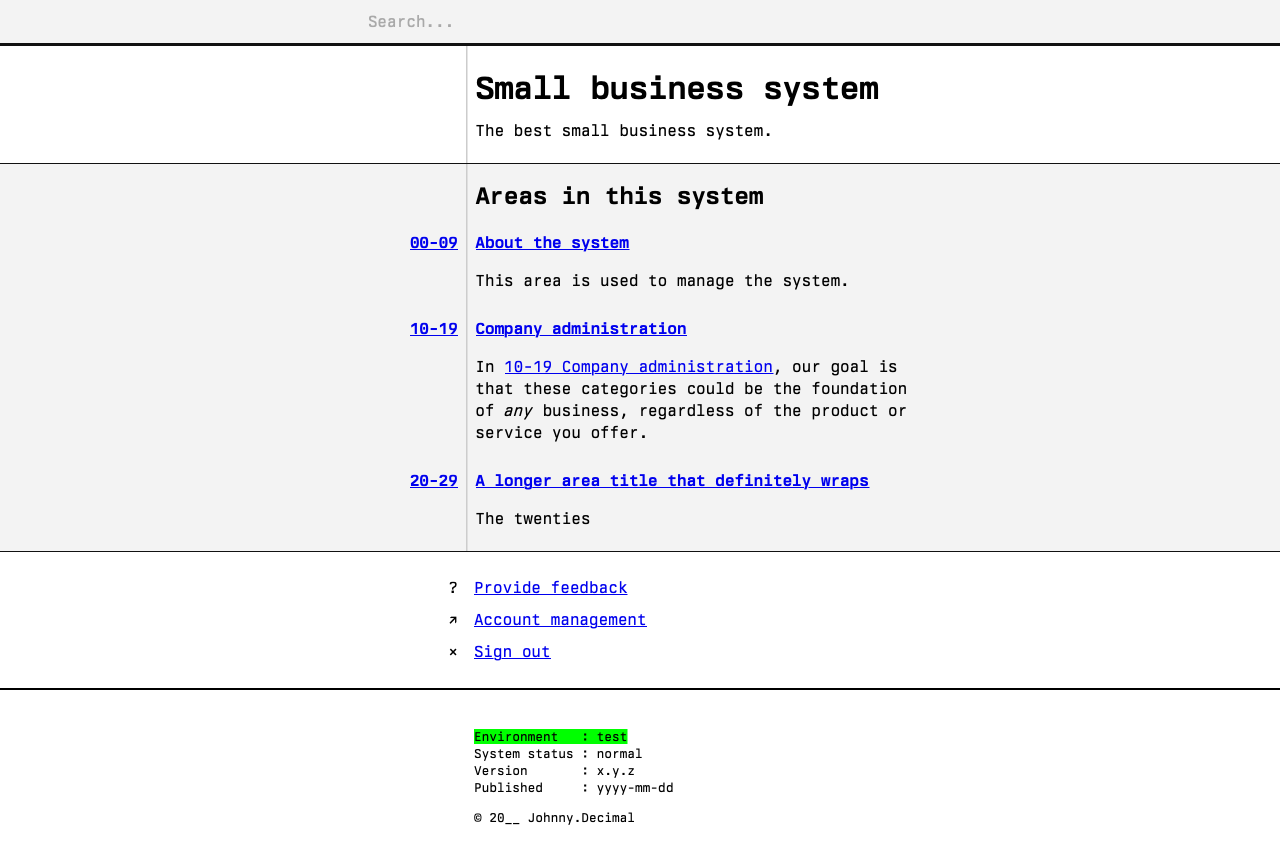 Search...
Small business system
The best small business system.
Areas in this system
00-09 About the system
This area is used to manage the system.
10-19 Company administration
In 10-19 Company administration, our goal is
that these categories could be the foundation
of any business, regardless of the product or
service you offer.
20-29 A longer area title that definitely wraps
The twenties
? Provide feedback
↗ Account management
× Sign out
Environment   : test
System status : normal
Version       : x.y.z
Published     : yyyy-mm-dd
© 20__ Johnny.Decimal